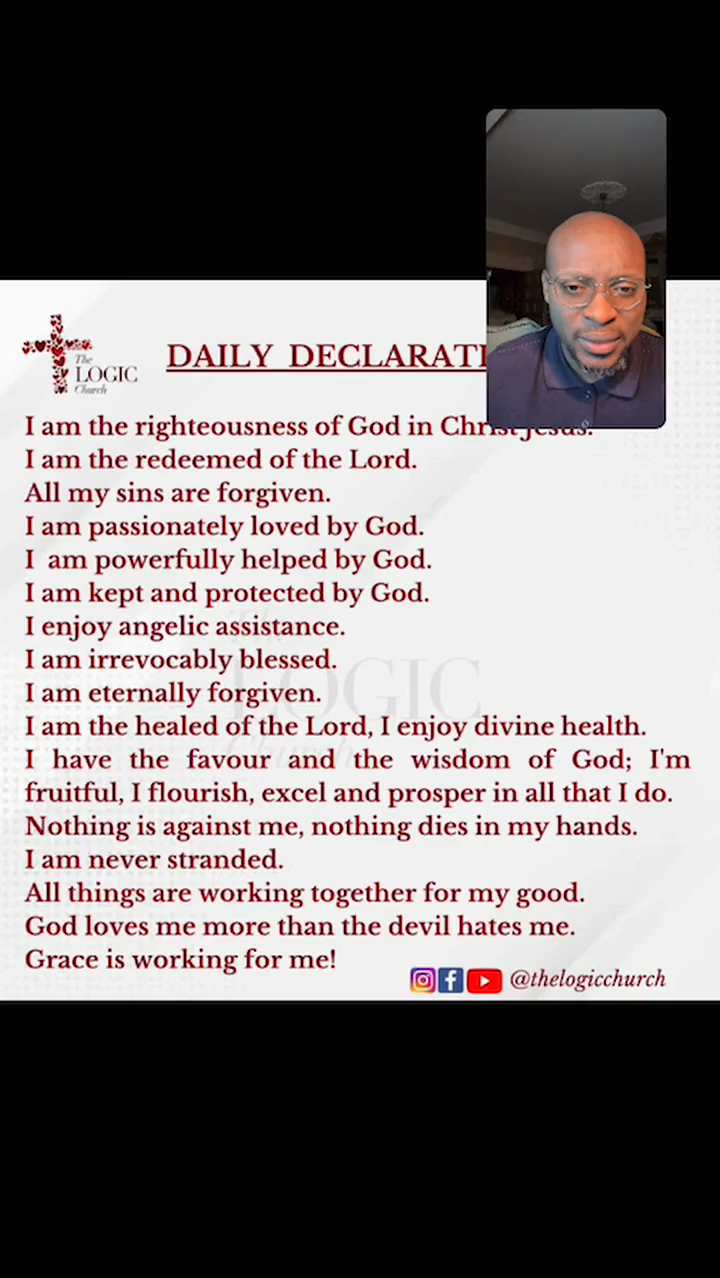 The
LOGIC
Church
DAILY DECLARATI
I am the righteousness of God in Christ Jesus.
I am the redeemed of the Lord.
All my sins are forgiven.
I am passionately loved by God.
I am powerfully helped by God.
I am kept and protected by God.
I enjoy angelic assistance.
I am irrevocably blessed.
I am eternally forgiven.
I am the healed of the Lord, I enjoy divine health.
I have the favour and the wisdom of God; I'm
fruitful, I flourish, excel and prosper in all that I do.
Nothing is against me, nothing dies in my hands.
I am never stranded.
All things are working together for my good.
God loves me more than the devil hates me.
Grace is working for me!
@thelogicchurch
The
LOGIC
Church